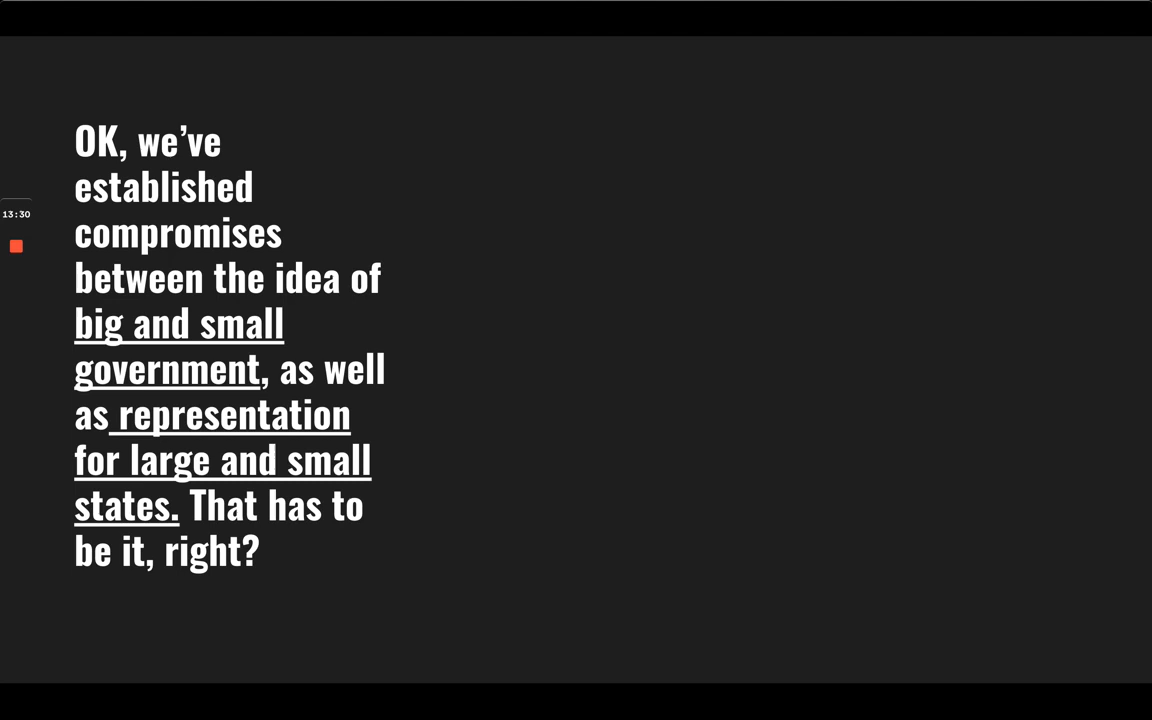 OK, we’ve
established
compromises
between the idea of
big and small
government, as well
as representation
for large and small
states. That has to
be it, right?
13:30